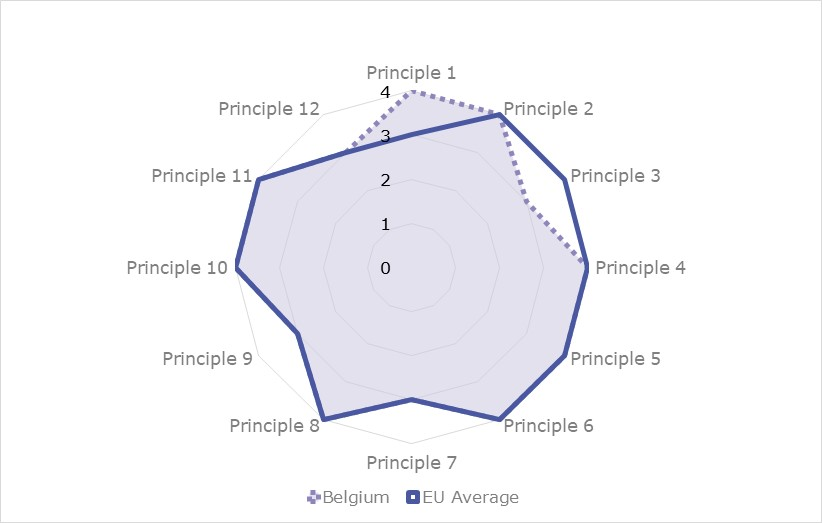 Principle 1
4
Principle 12
Principle 2
3
Principle 11
Principle 3
2
1
Principle 10
0
Principle 4
Principle 9
Principle 5
Principle 8
Principle 6
Principle 7
Belgium EU Average